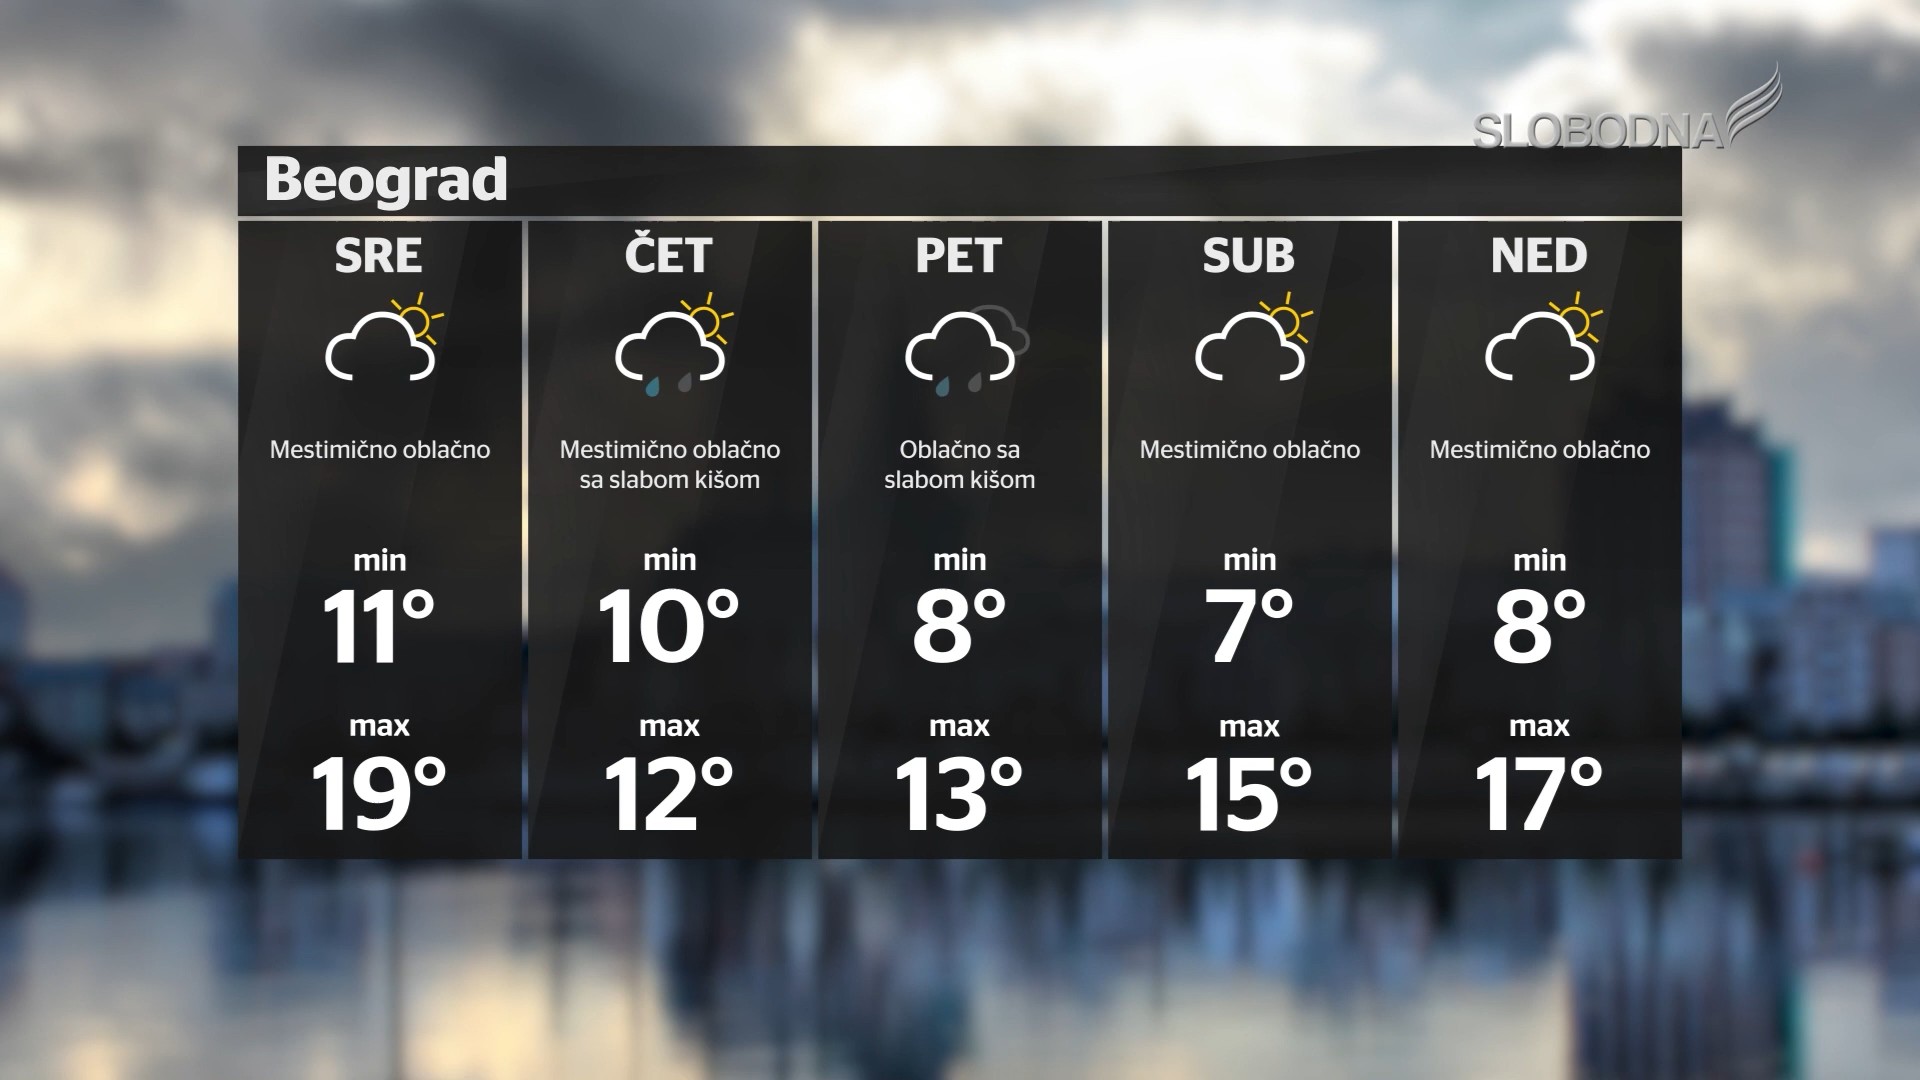 SLOBODNA
Beograd
SRE
Mestimično oblačno
min
11°
max
19°
ČET
Mestimično oblačno
sa slabom kišom
min
10°
max
12°
PET
Oblačno sa
slabom kišom
min
8°
max
13°
SUB
Mestimično oblačno
min
7°
max
15°
NED
Mestimično oblačno
min
8°
max
17°